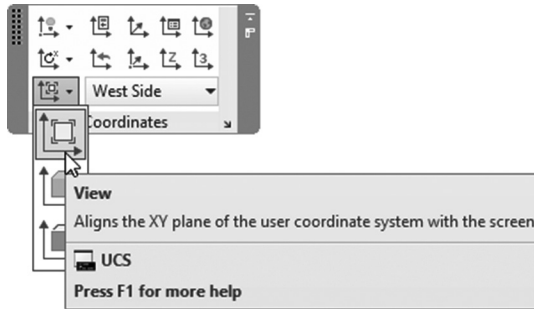 West Side
Coordinates
View
Aligns the XY plane of the user coordinate system with the screen
UCS
Press F1 for more help